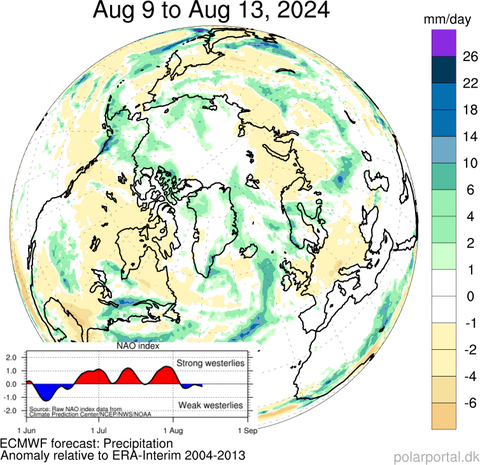 Aug 9 to Aug 13, 2024
mm/day
26
22
18
14
10
6
4
2
1
0
-1
-2
-4
-6
NAO index
2.0
1.0
0.0
-1.0
-2.0
Strong westerlies
Weak westerlies
Source: Raw NAO index data from
Climate Prediction Center/NCEP/NWS/NOAA
1 Jun
1 Jul
1 Aug
1 Sep
ECMWF forecast: Precipitation
Anomaly relative to ERA-Interim 2004-2013
polarportal.dk